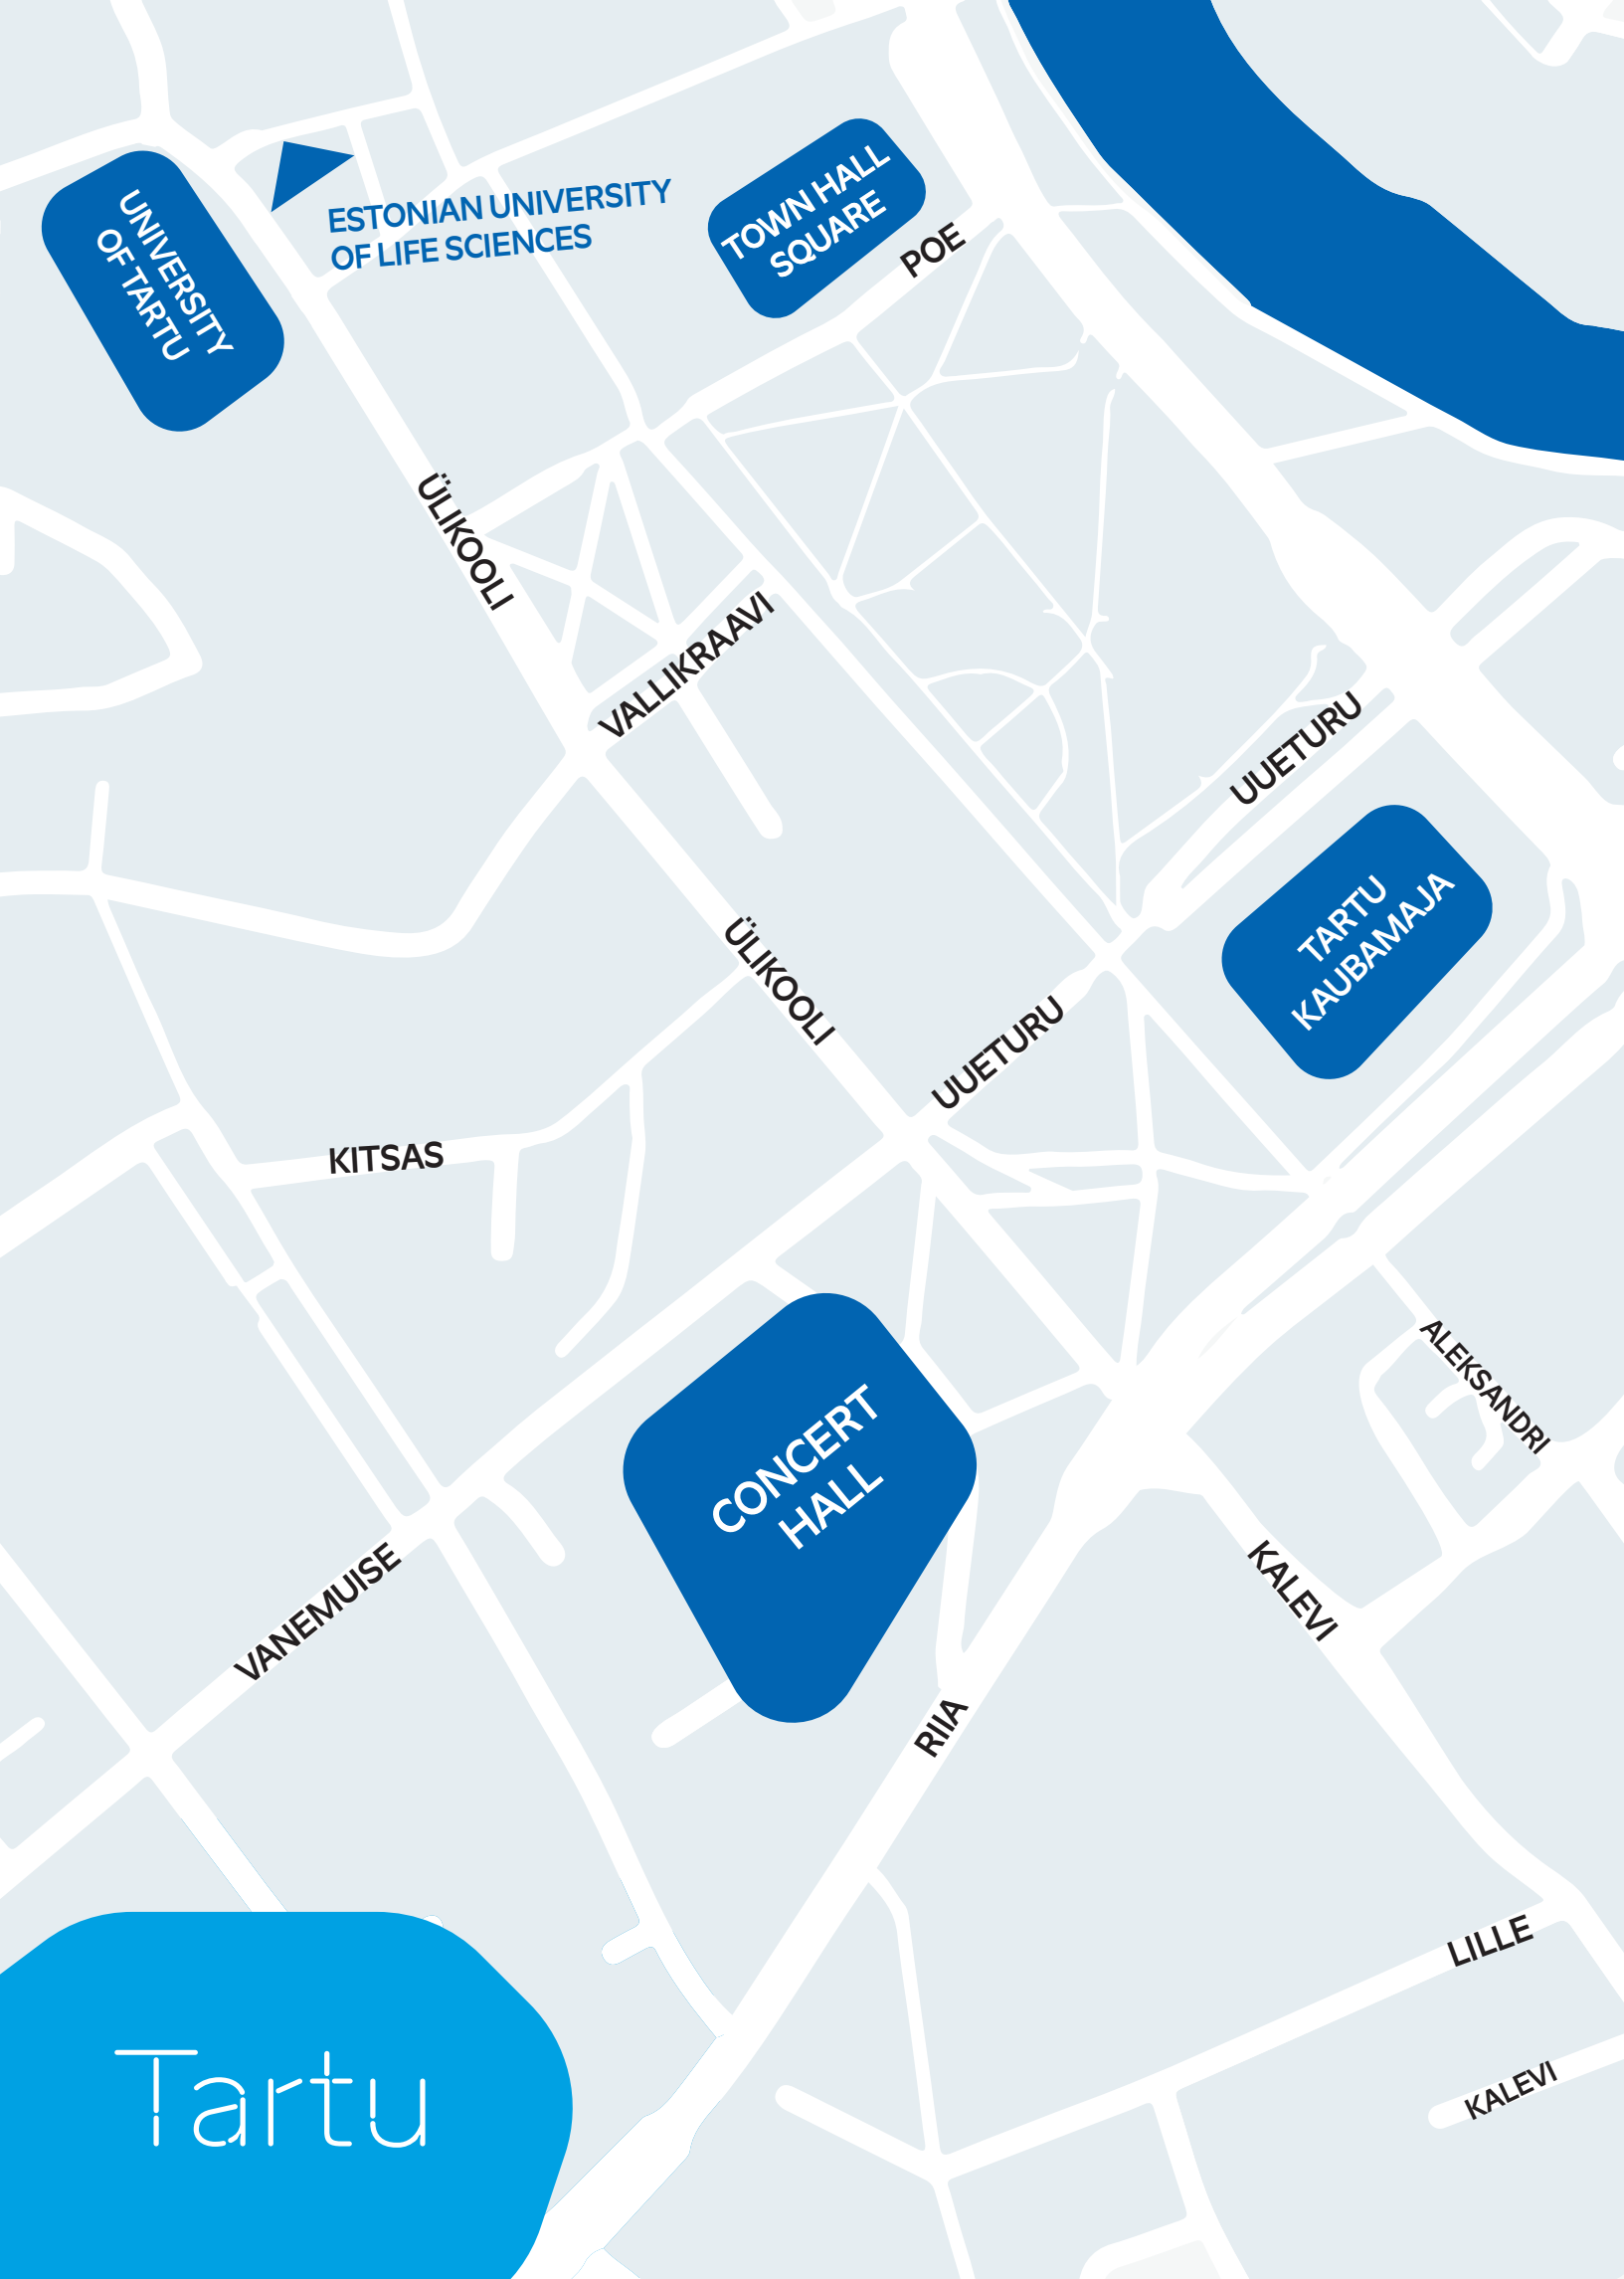 UNIVERSITY
OF TARTU
ESTONIAN UNIVERSITY
OF LIFE SCIENCES
TOWN HALL
SQUARE
POE
ÜLIKOOLI
VALLIKRAAVI
UUETURU
TARTU
KAUBAMAJA
ÜLIKOOLI
UUETURU
KITSAS
ALEKSANDRI
CONCERT
HALL
KALEVI
VANEMUISE
RIIA
LILLE
KALEVI
Tartu